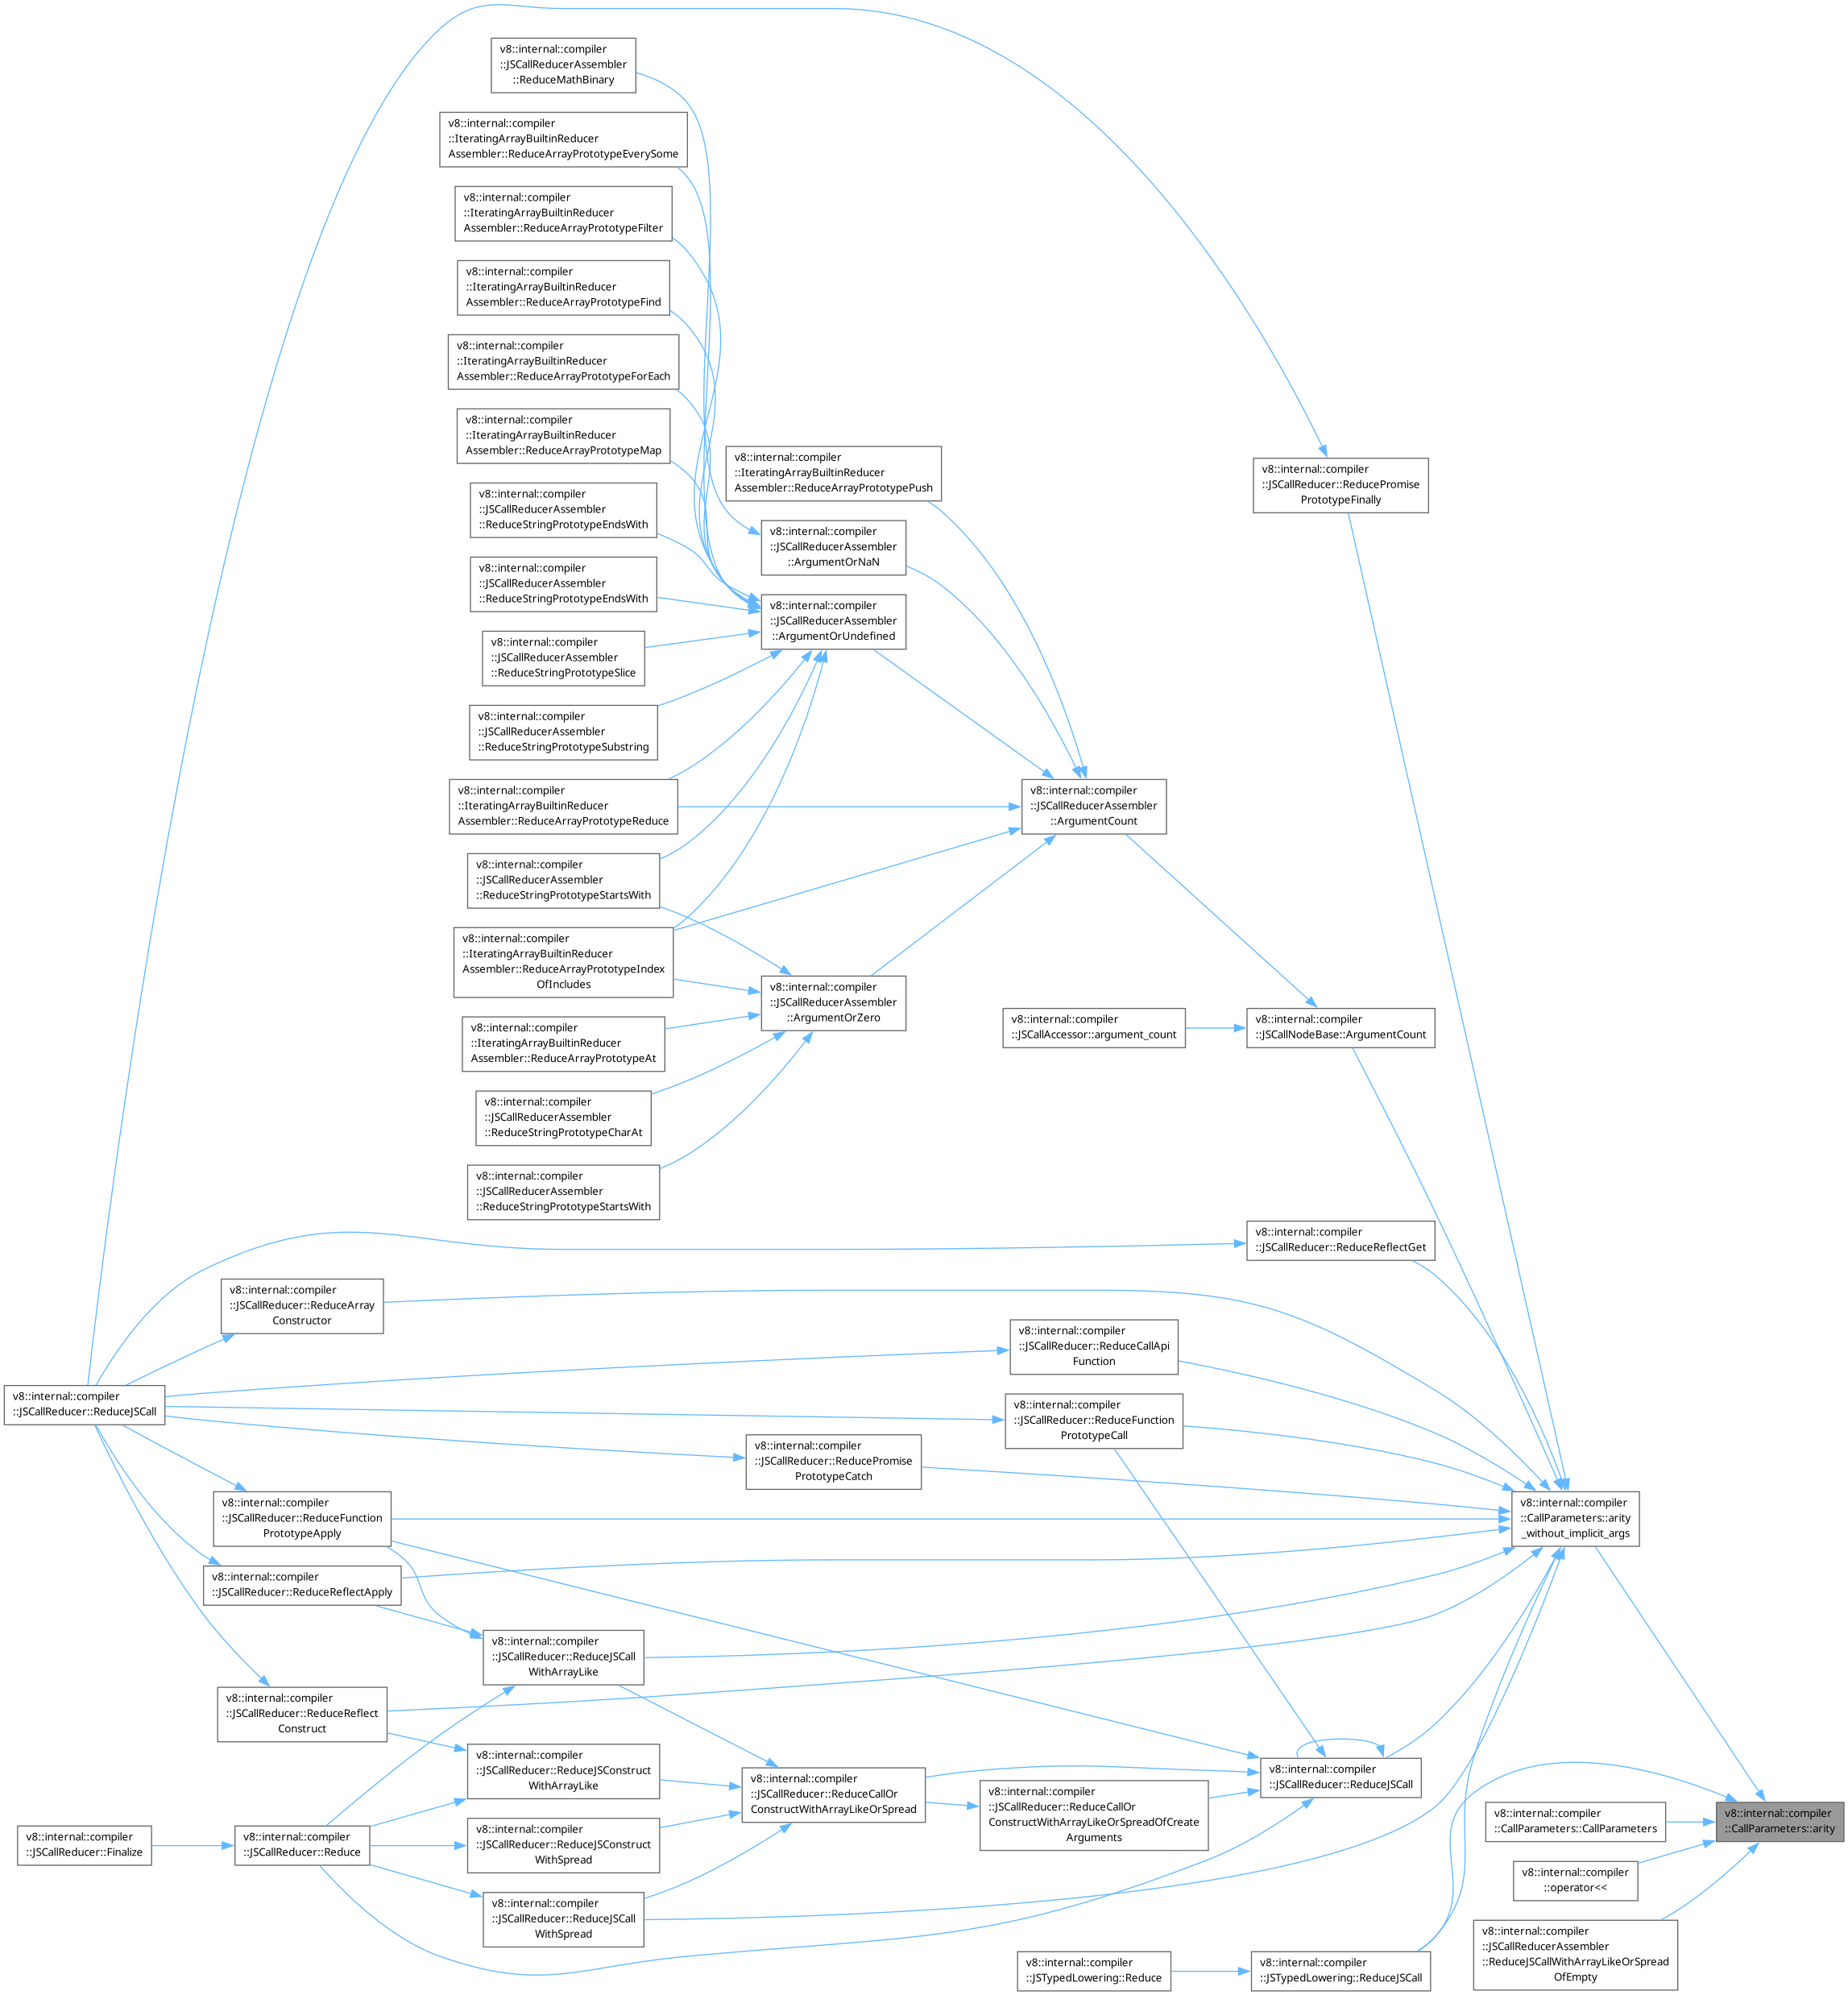 v8::internal::compiler
::JSCallReducerAssembler
::ReduceMathBinary
v8::internal::compiler
::IteratingArrayBuiltinReducer
Assembler::ReduceArrayPrototypeEverySome
v8::internal::compiler
::IteratingArrayBuiltinReducer
Assembler::ReduceArrayPrototypeFilter
v8::internal::compiler
::IteratingArrayBuiltinReducer
Assembler::ReduceArrayPrototypeFind
v8::internal::compiler
::IteratingArrayBuiltinReducer
Assembler::ReduceArrayPrototypeForEach
v8::internal::compiler
::IteratingArrayBuiltinReducer
Assembler::ReduceArrayPrototypeMap
v8::internal::compiler
::IteratingArrayBuiltinReducer
Assembler::ReduceArrayPrototypePush
v8::internal::compiler
::JSCallReducer::ReducePromise
PrototypeFinally
v8::internal::compiler
::JSCallReducerAssembler
::ReduceStringPrototypeEndsWith
v8::internal::compiler
::JSCallReducerAssembler
::ArgumentOrNaN
v8::internal::compiler
::JSCallReducerAssembler
::ReduceStringPrototypeEndsWith
v8::internal::compiler
::JSCallReducerAssembler
::ArgumentOrUndefined
v8::internal::compiler
::JSCallReducerAssembler
::ReduceStringPrototypeSlice
v8::internal::compiler
::JSCallReducerAssembler
::ReduceStringPrototypeSubstring
v8::internal::compiler
::IteratingArrayBuiltinReducer
Assembler::ReduceArrayPrototypeReduce
v8::internal::compiler
::JSCallReducerAssembler
::ArgumentCount
v8::internal::compiler
::JSCallReducerAssembler
::ReduceStringPrototypeStartsWith
v8::internal::compiler
::IteratingArrayBuiltinReducer
Assembler::ReduceArrayPrototypeIndex
OfIncludes
v8::internal::compiler
::JSCallReducerAssembler
::ArgumentOrZero
v8::internal::compiler
::JSCallAccessor::argument_count
v8::internal::compiler
::JSCallNodeBase::ArgumentCount
v8::internal::compiler
::IteratingArrayBuiltinReducer
Assembler::ReduceArrayPrototypeAt
v8::internal::compiler
::JSCallReducerAssembler
::ReduceStringPrototypeCharAt
v8::internal::compiler
::JSCallReducerAssembler
::ReduceStringPrototypeStartsWith
v8::internal::compiler
::JSCallReducer::ReduceReflectGet
v8::internal::compiler
::JSCallReducer::ReduceArray
Constructor
v8::internal::compiler
::JSCallReducer::ReduceCallApi
Function
v8::internal::compiler
::JSCallReducer::ReduceJSCall
v8::internal::compiler
::JSCallReducer::ReduceFunction
PrototypeCall
v8::internal::compiler
::JSCallReducer::ReducePromise
PrototypeCatch
v8::internal::compiler
::JSCallReducer::ReduceFunction
PrototypeApply
v8::internal::compiler
::CallParameters::arity
_without_implicit_args
v8::internal::compiler
::JSCallReducer::ReduceReflectApply
v8::internal::compiler
::JSCallReducer::ReduceJSCall
WithArrayLike
v8::internal::compiler
::JSCallReducer::ReduceReflect
Construct
v8::internal::compiler
::JSCallReducer::ReduceJSConstruct
WithArrayLike
v8::internal::compiler
::JSCallReducer::ReduceCallOr
ConstructWithArrayLikeOrSpread
v8::internal::compiler
::JSCallReducer::ReduceCallOr
ConstructWithArrayLikeOrSpreadOfCreate
Arguments
v8::internal::compiler
::JSCallReducer::ReduceJSCall
v8::internal::compiler
::CallParameters::CallParameters
v8::internal::compiler
::CallParameters::arity
v8::internal::compiler
::JSCallReducer::Finalize
v8::internal::compiler
::JSCallReducer::Reduce
v8::internal::compiler
::JSCallReducer::ReduceJSConstruct
WithSpread
v8::internal::compiler
::operator<<
v8::internal::compiler
::JSCallReducer::ReduceJSCall
WithSpread
v8::internal::compiler
::JSCallReducerAssembler
::ReduceJSCallWithArrayLikeOrSpread
OfEmpty
v8::internal::compiler
::JSTypedLowering::Reduce
v8::internal::compiler
::JSTypedLowering::ReduceJSCall